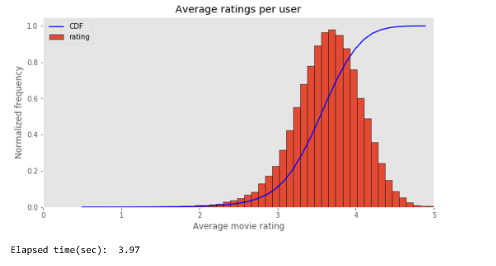 Average ratings per user
CDF
rating
Normalized frequency
1.0
0.8
0.6
0.4
0.2
0.0
0 1 2 3 4 5
Average movie rating
Elapsed time(sec): 3.97